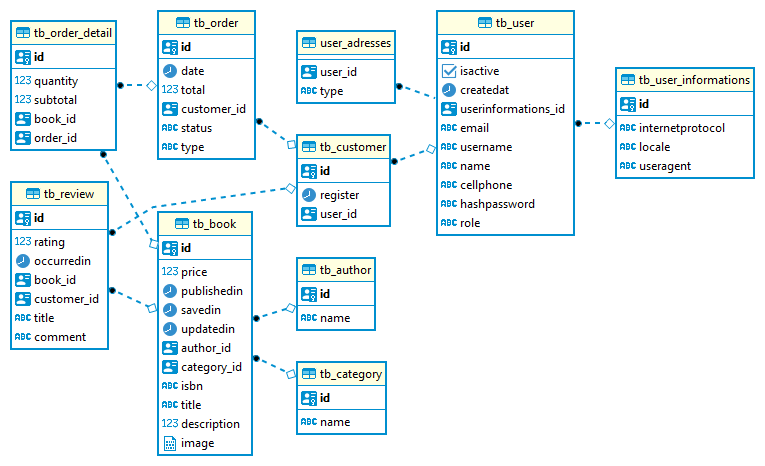 tb_order_detail
id
123 quantity
123 subtotal
book_id
order_id
tb_order
id
date
123 total
customer_id
ABC status
ABC type
user_adresses
user_id
ABC type
tb_user
id
isactive
createdat
userinformations_id
ABC email
ABC username
ABC name
ABC cellphone
ABC hashpassword
ABC role
tb_user_informations
id
ABC internetprotocol
ABC locale
ABC useragent
tb_customer
id
register
user_id
tb_review
id
123 rating
occurredin
book_id
customer_id
ABC title
ABC comment
tb_book
id
123 price
publishedin
savedin
updatedin
author_id
category_id
ABC isbn
ABC title
123 description
image
tb_author
id
ABC name
tb_category
id
ABC name